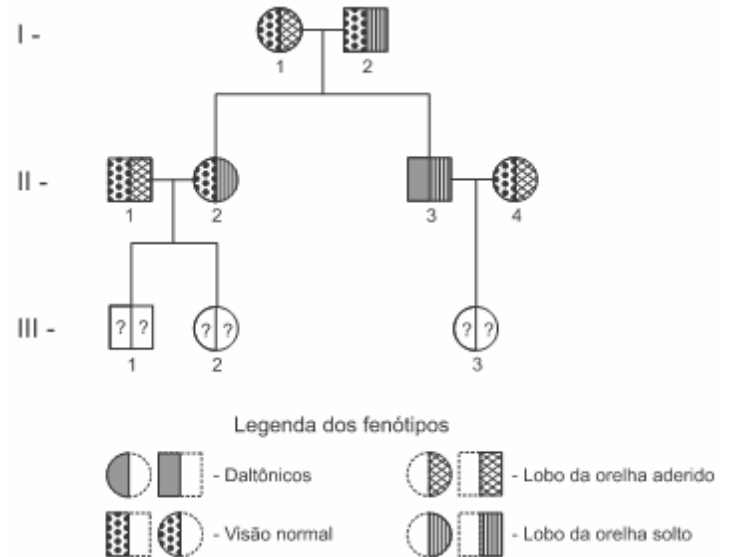 I -
1 2
II -
1 2 3 4
III -
? ? ? ? ? ?
1 2 3
Legenda dos fenótipos
- Daltônicos - Lobo da orelha aderido
- Visão normal - Lobo da orelha solto